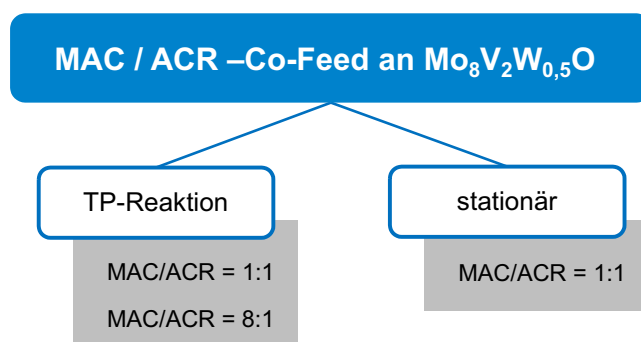 MAC / ACR –Co-Feed an Mo₈V₂W₀,₅O
TP-Reaktion
MAC/ACR = 1:1
MAC/ACR = 8:1
stationär
MAC/ACR = 1:1